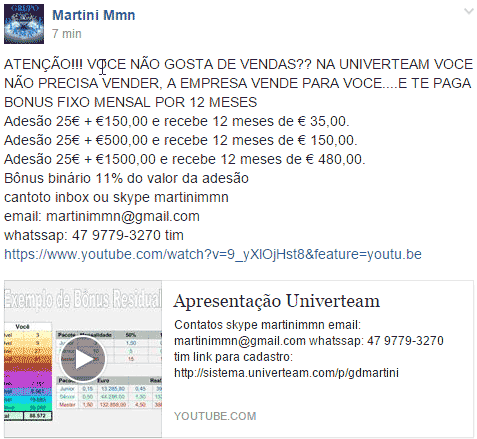 Martini Mmn
7 min
ATENÇÃO!!! VOCE NÃO GOSTA DE VENDAS?? NA UNIVERTEAM VOCE
NÃO PRECISA VENDER, A EMPRESA VENDE PARA VOCE....E TE PAGA
BONUS FIXO MENSAL POR 12 MESES
Adesão 25€ + €150,00 e recebe 12 meses de € 35,00.
Adesão 25€ + €500,00 e recebe 12 meses de € 150,00.
Adesão 25€ + €1500,00 e recebe 12 meses de € 480,00.
Bônus binário 11% do valor da adesão
cantoto inbox ou skype martinimmn
email: martinimmn@gmail.com
whatssap: 47 9779-3270 tim
https://www.youtube.com/watch?v=9_yXlOjHst8&feature=youtu.be
Exemplo de Bônus Residual
Você
Apresentação Univerteam
Contatos skype martinimmn email:
martinimmn@gmail.com whatssap: 47 9779-3270
tim link para cadastro:
http://sistema.univerteam.com/p/gdmartini
YOUTUBE.COM